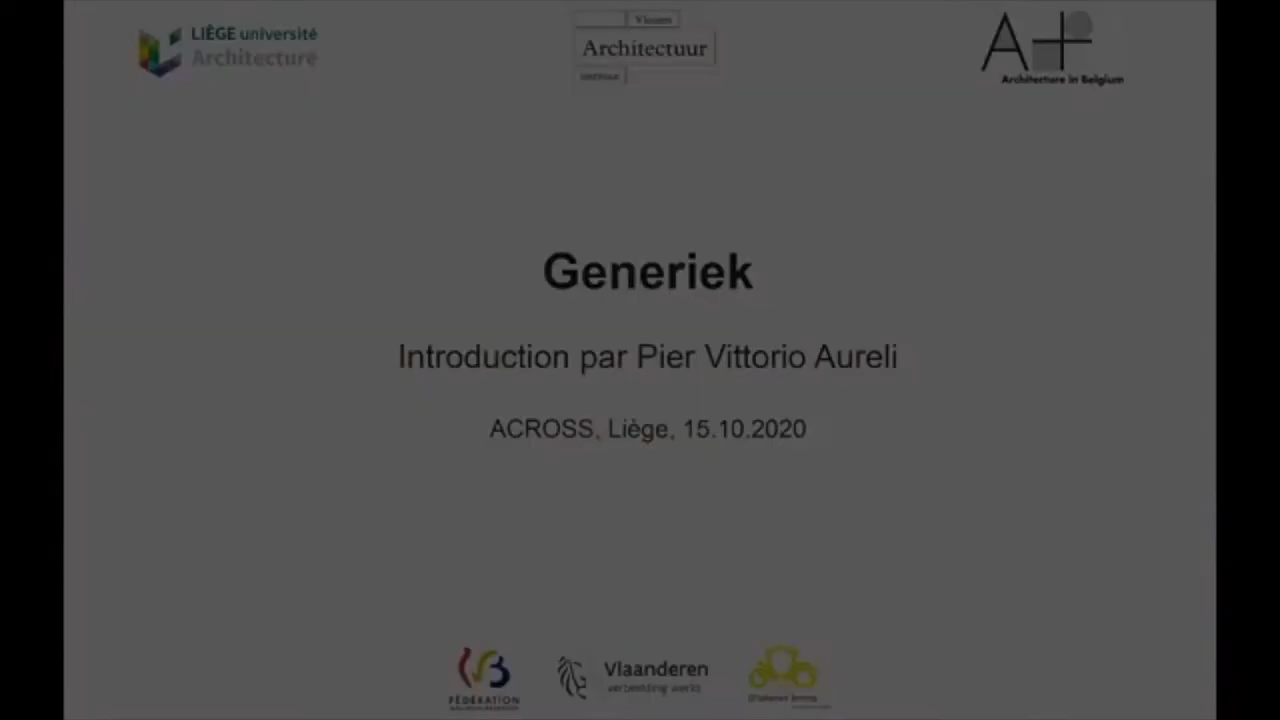 LIÈGE université
Architecture
Vlaams
Architectuur
instituut
A+
Architecture in Belgium
Generiek
Introduction par Pier Vittorio Aureli
ACROSS, Liège, 15.10.2020
FÉDÉRATION
Vlaanderen
verbeelding werkt